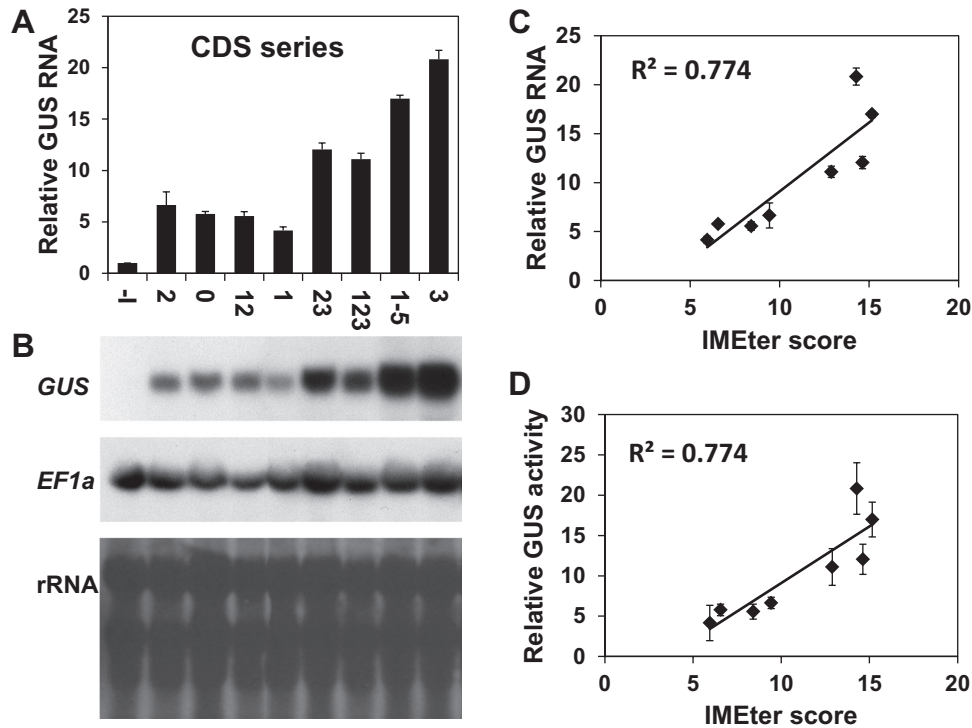 A
CDS series
Relative GUS RNA
25
20
15
10
5
0
-I
2
0
12
1
23
123
1-5
3
B
GUS
EF1a
rRNA
C
R² = 0.774
Relative GUS RNA
25
20
15
10
5
0
0
5
10
15
20
IMEter score
D
R² = 0.774
Relative GUS activity
30
25
20
15
10
5
0
0
5
10
15
20
IMEter score